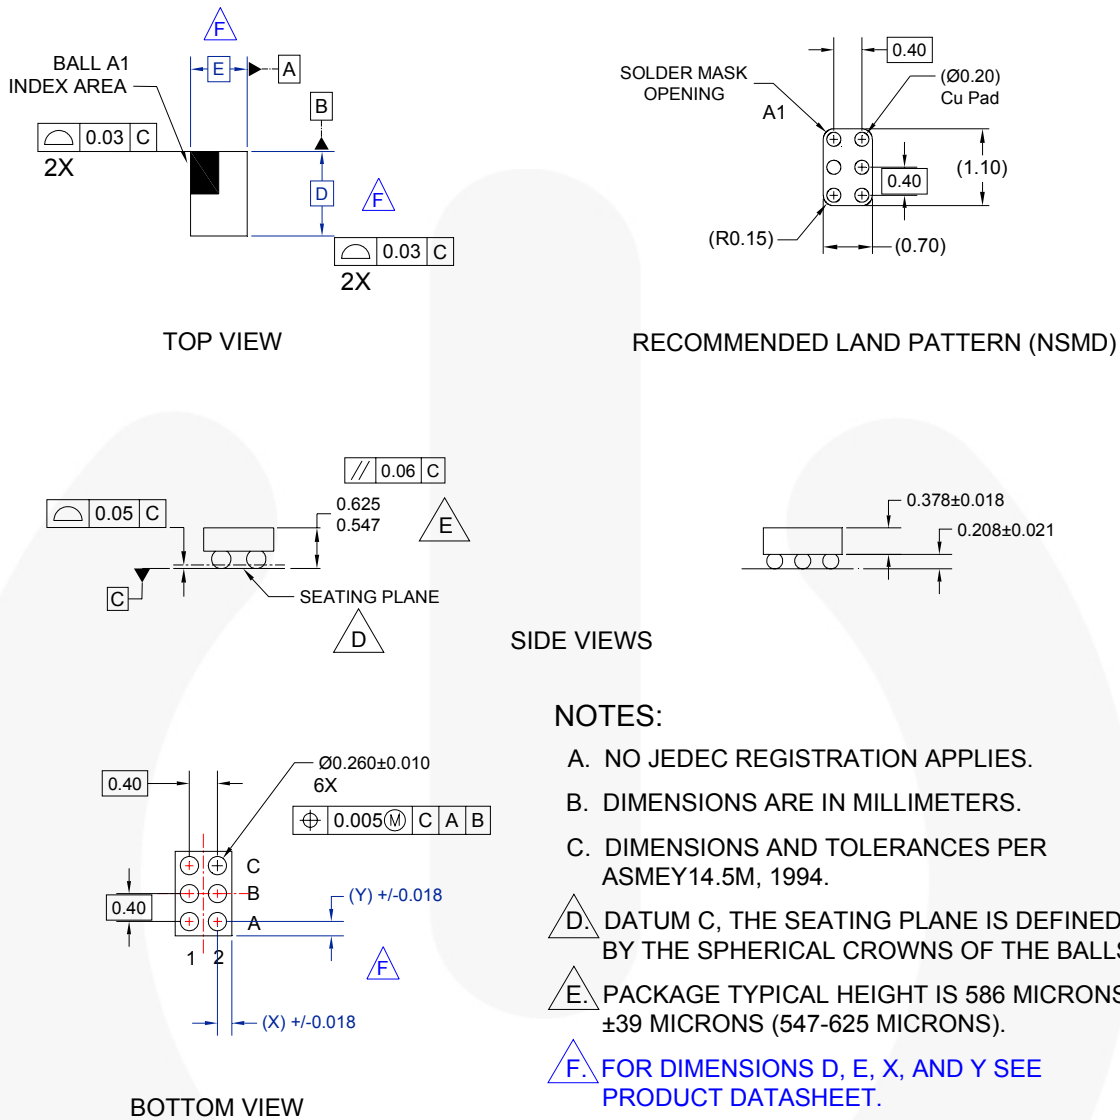 F
BALL A1
INDEX AREA
E
A
B
0.03 C
2X
D
F
0.03 C
2X
TOP VIEW
0.40
SOLDER MASK
OPENING
(Ø0.20)
Cu Pad
A1
(1.10)
0.40
(R0.15)
(0.70)
RECOMMENDED LAND PATTERN (NSMD)
// 0.06 C
0.05 C
0.625
0.547
E
C
SEATING PLANE
D
0.378±0.018
0.208±0.021
SIDE VIEWS
Ø0.260±0.010
6X
0.40
⌖ 0.005Ⓜ C A B
C
B
A
0.40
1 2
(Y) +/-0.018
F
(X) +/-0.018
BOTTOM VIEW
NOTES:
A. NO JEDEC REGISTRATION APPLIES.
B. DIMENSIONS ARE IN MILLIMETERS.
C. DIMENSIONS AND TOLERANCES PER
ASMEY14.5M, 1994.
D. DATUM C, THE SEATING PLANE IS DEFINED
BY THE SPHERICAL CROWNS OF THE BALLS
E. PACKAGE TYPICAL HEIGHT IS 586 MICRONS
±39 MICRONS (547-625 MICRONS).
F. FOR DIMENSIONS D, E, X, AND Y SEE
PRODUCT DATASHEET.